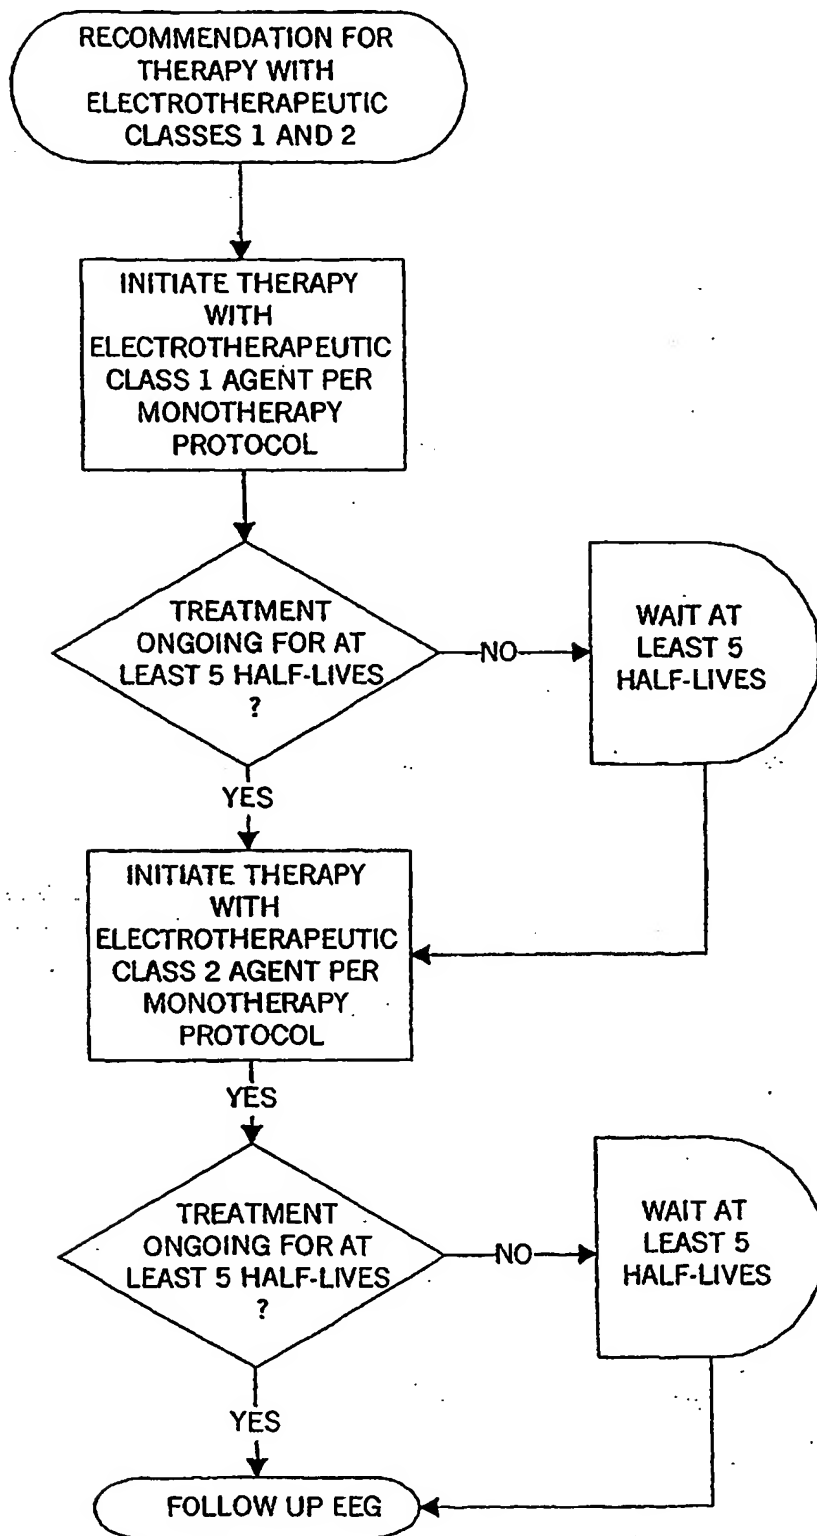 RECOMMENDATION FOR
THERAPY WITH
ELECTROTHERAPEUTIC
CLASSES 1 AND 2
INITIATE THERAPY
WITH
ELECTROTHERAPEUTIC
CLASS 1 AGENT PER
MONOTHERAPY
PROTOCOL
TREATMENT
ONGOING FOR AT
LEAST 5 HALF-LIVES
?
NO
WAIT AT
LEAST 5
HALF-LIVES
YES
INITIATE THERAPY
WITH
ELECTROTHERAPEUTIC
CLASS 2 AGENT PER
MONOTHERAPY
PROTOCOL
YES
TREATMENT
ONGOING FOR AT
LEAST 5 HALF-LIVES
?
NO
WAIT AT
LEAST 5
HALF-LIVES
YES
FOLLOW UP EEG